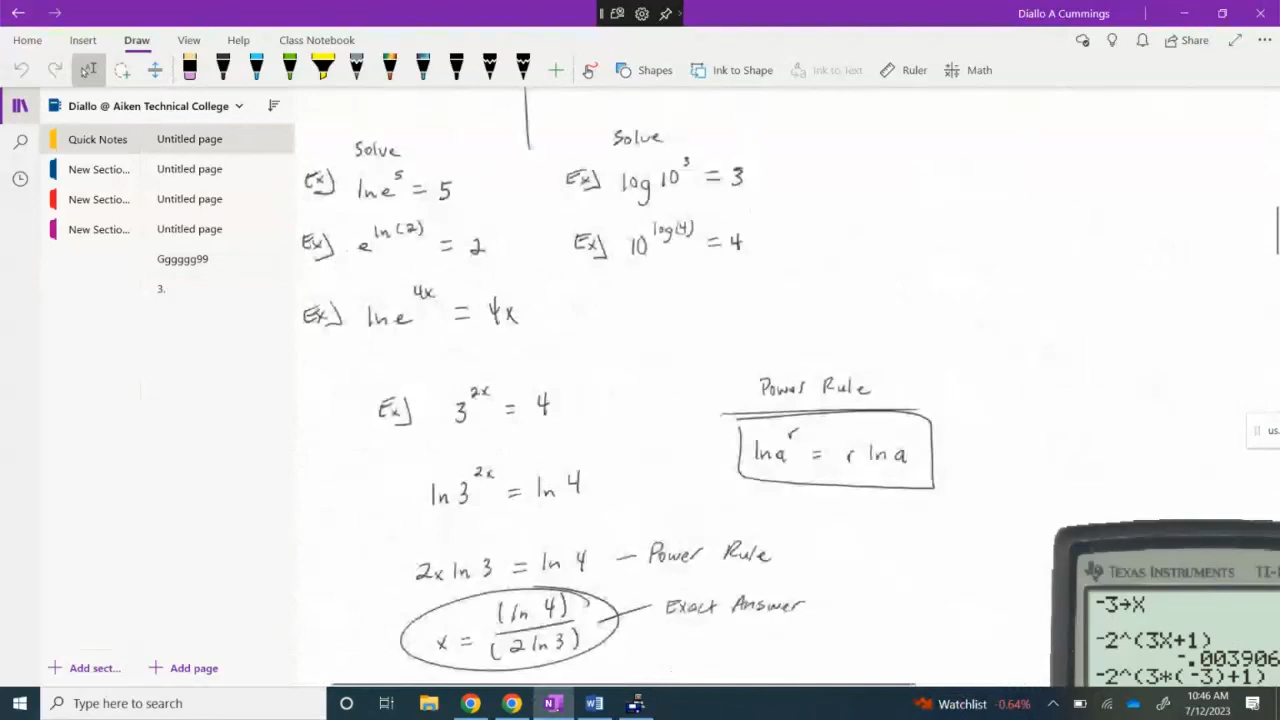 Diallo A Cummings
Home Insert Draw View Help Class Notebook
Share
Shapes Ink to Shape Ink to Text Ruler Math
Diallo @ Aiken Technical College
Quick Notes Untitled page
New Sectio... Untitled page
New Sectio... Untitled page
New Sectio... Untitled page
Gggggg99
3.
Add sect... Add page
Solve
Ex] ln e^5 = 5
Ex] e^ln(2) = 2
Ex] ln e^4x = 4x
Solve
Ex] log 10^3 = 3
Ex] 10^log(4) = 4
Ex] 3^2x = 4
ln 3^2x = ln 4
2x ln 3 = ln 4 — Power Rule
x = (ln 4) / (2 ln 3) — Exact Answer
Power Rule
ln a^r = r ln a
us.
TEXAS INSTRUMENTS TI-
-3→X
-2^(3X+1)
-.003906
-2^(3*(-3)+1)
Type here to search
Watchlist -0.64%
10:46 AM
7/12/2023